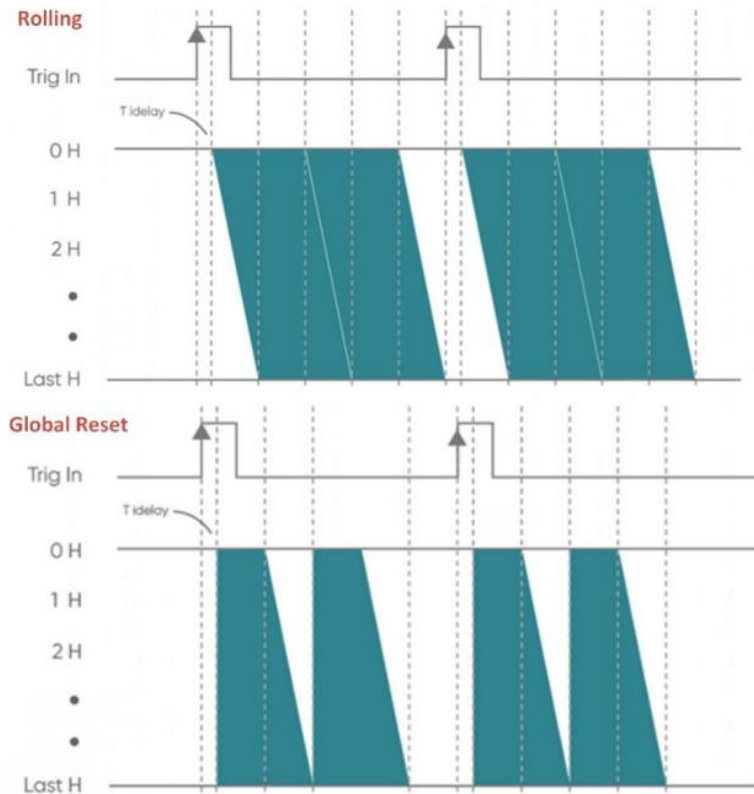 Rolling
Trig In
T idelay
0 H
1 H
2 H
•
•
Last H
Global Reset
Trig In
T idelay
0 H
1 H
2 H
•
•
Last H